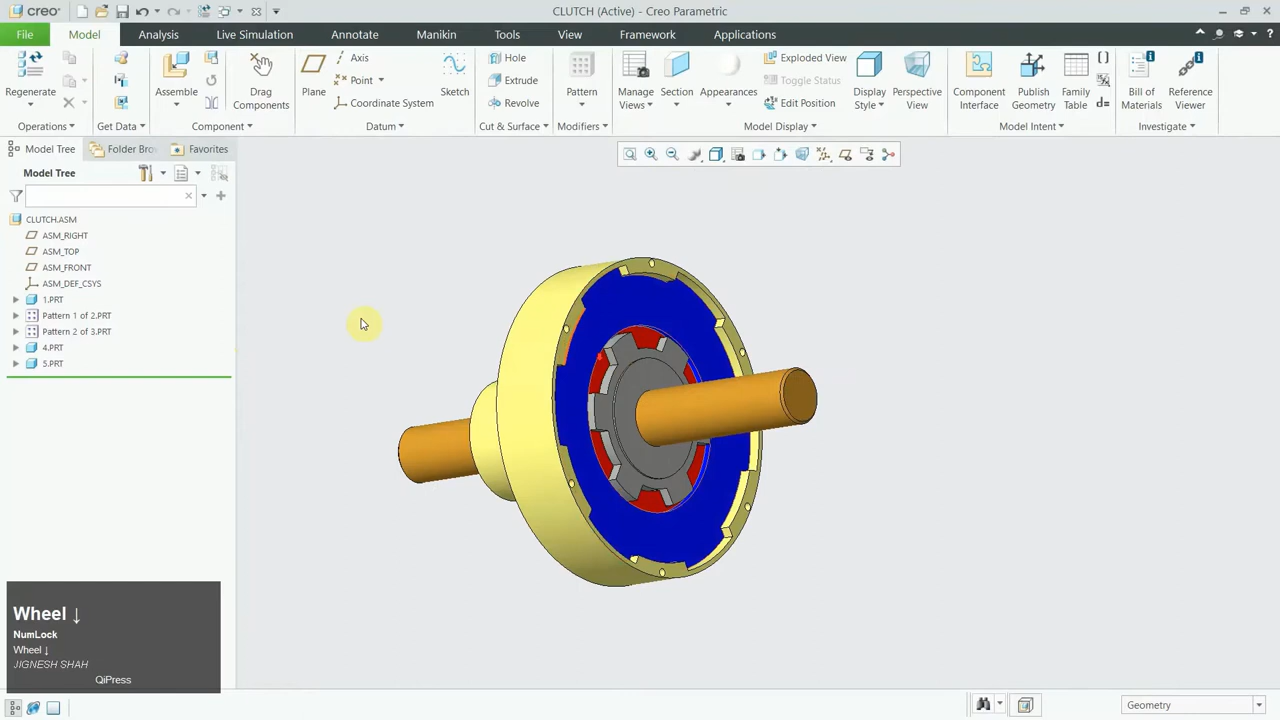 creo
CLUTCH (Active) - Creo Parametric
File Model Analysis Live Simulation Annotate Manikin Tools View Framework Applications
Regenerate
Operations
Get Data
Assemble
Drag Components
Component
Plane
Axis
Point
Coordinate System
Sketch
Datum
Hole
Extrude
Revolve
Cut & Surface
Pattern
Modifiers
Manage Views
Section
Appearances
Exploded View
Toggle Status
Edit Position
Display Style
Perspective View
Model Display
Component Interface
Publish Geometry
Family Table
Model Intent
Bill of Materials
Reference Viewer
Investigate
Model Tree Folder Bro Favorites
Model Tree
CLUTCH.ASM
ASM_RIGHT
ASM_TOP
ASM_FRONT
ASM_DEF_CSYS
1.PRT
Pattern 1 of 2.PRT
Pattern 2 of 3.PRT
4.PRT
5.PRT
Wheel ↓
NumLock
Wheel ↓
JIGNESH SHAH
QiPress
Geometry